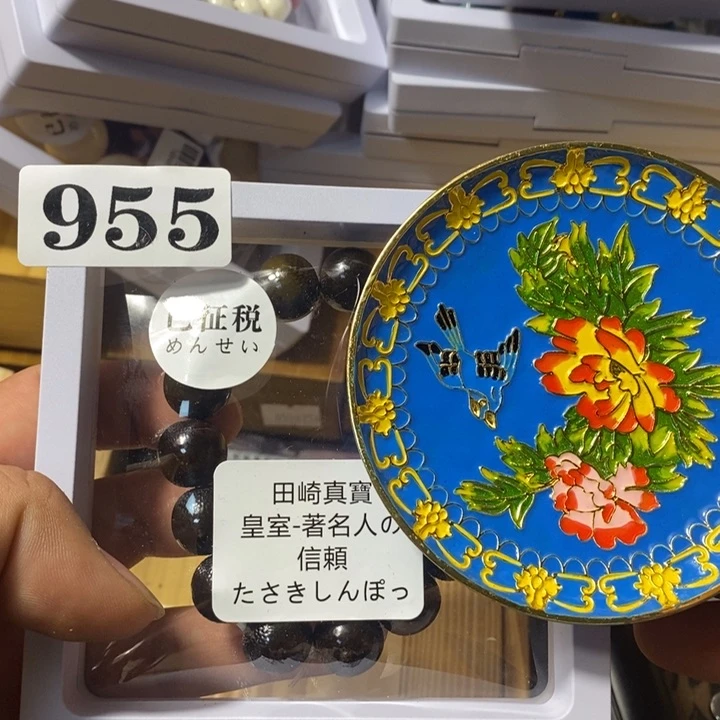 955
已征税
めんせい
田崎真寶
皇室-著名人の
信頼
たさきしんぽっ